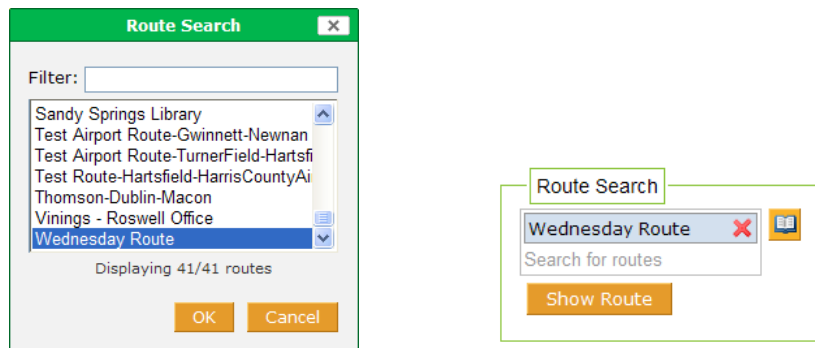 Route Search
Filter:
Sandy Springs Library
Test Airport Route-Gwinnett-Newnan
Test Airport Route-TurnerField-Hartsfi
Test Route-Hartsfield-HarrisCountyAi
Thomson-Dublin-Macon
Vinings - Roswell Office
Wednesday Route
Displaying 41/41 routes
OK Cancel
Route Search
Wednesday Route
Search for routes
Show Route